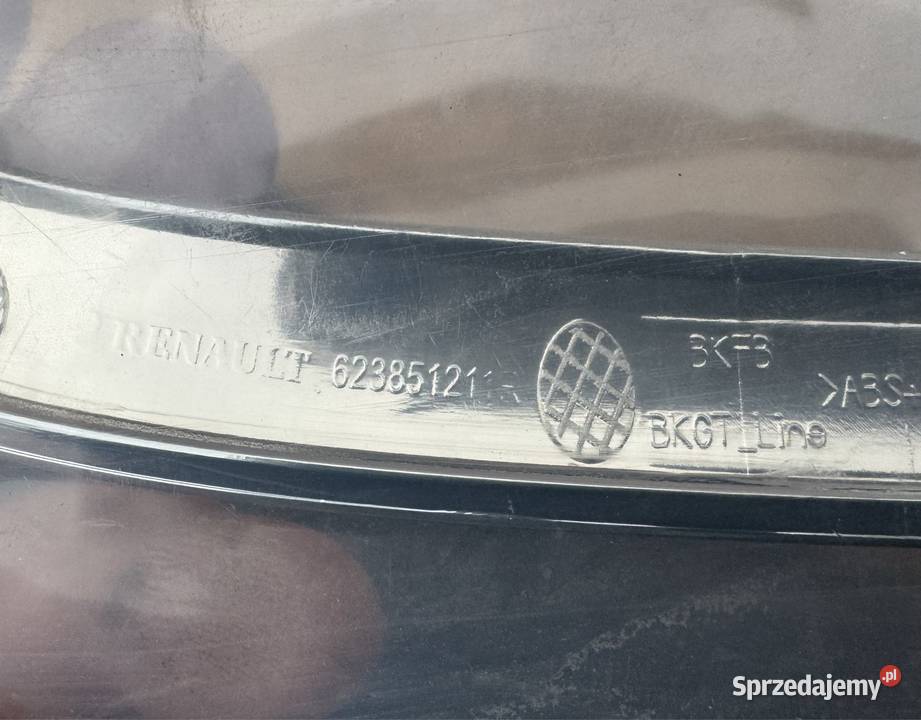 RENAULT 623851211R
BKFB
>ABS+
BKGT_Line
Sprzedajemy.pl